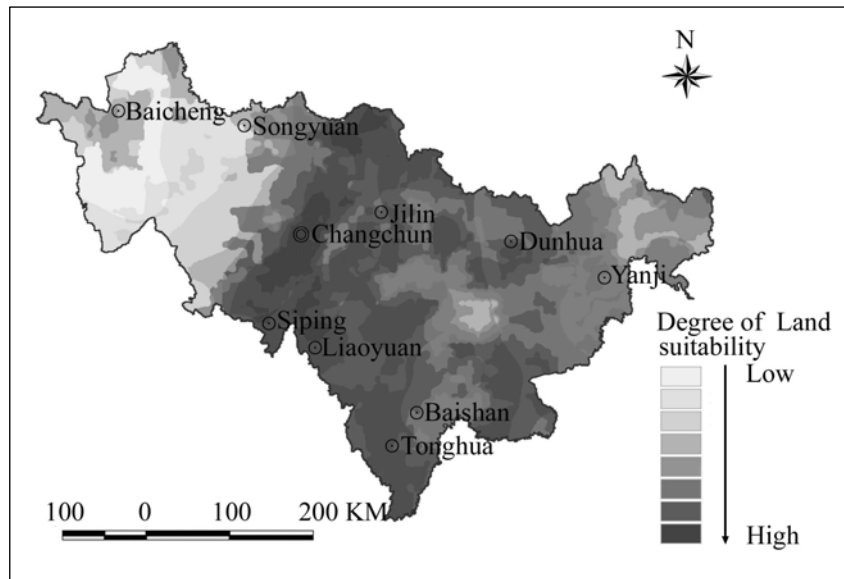 N
Baicheng
Songyuan
Jilin
Changchun
Dunhua
Yanji
Siping
Liaoyuan
Degree of Land
suitability
Low
Baishan
Tonghua
100 0 100 200 KM
High